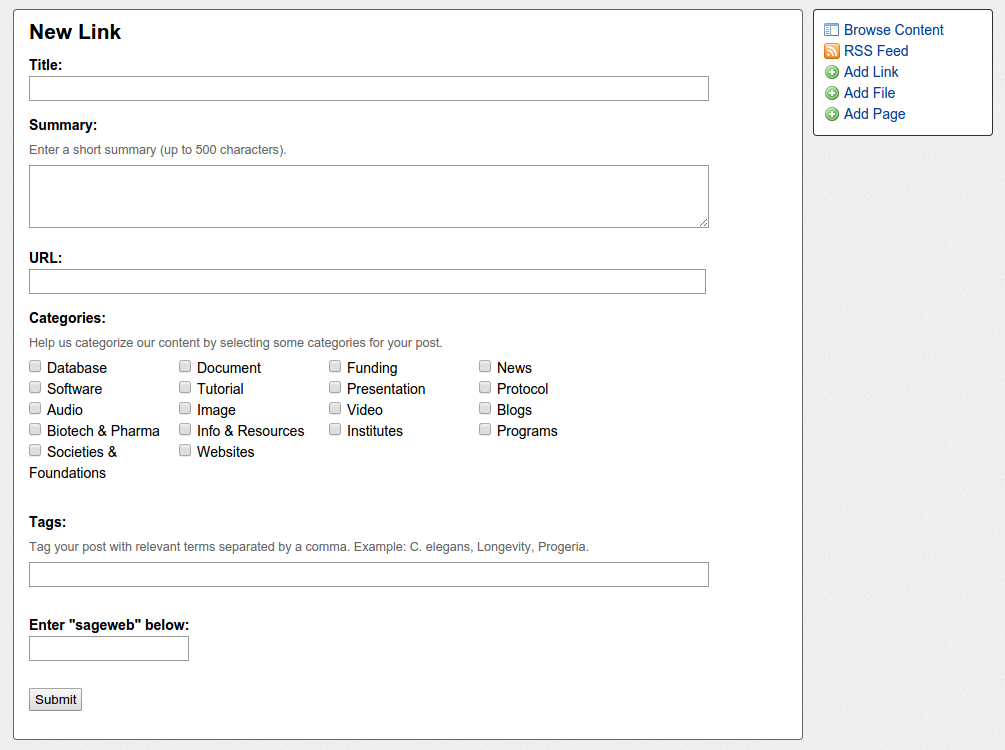 New Link
Title:
Summary:
Enter a short summary (up to 500 characters).
URL:
Categories:
Help us categorize our content by selecting some categories for your post.
Database Document Funding News
Software Tutorial Presentation Protocol
Audio Image Video Blogs
Biotech & Pharma Info & Resources Institutes Programs
Societies & Websites
Foundations
Tags:
Tag your post with relevant terms separated by a comma. Example: C. elegans, Longevity, Progeria.
Enter "sageweb" below:
Submit
Browse Content
RSS Feed
Add Link
Add File
Add Page